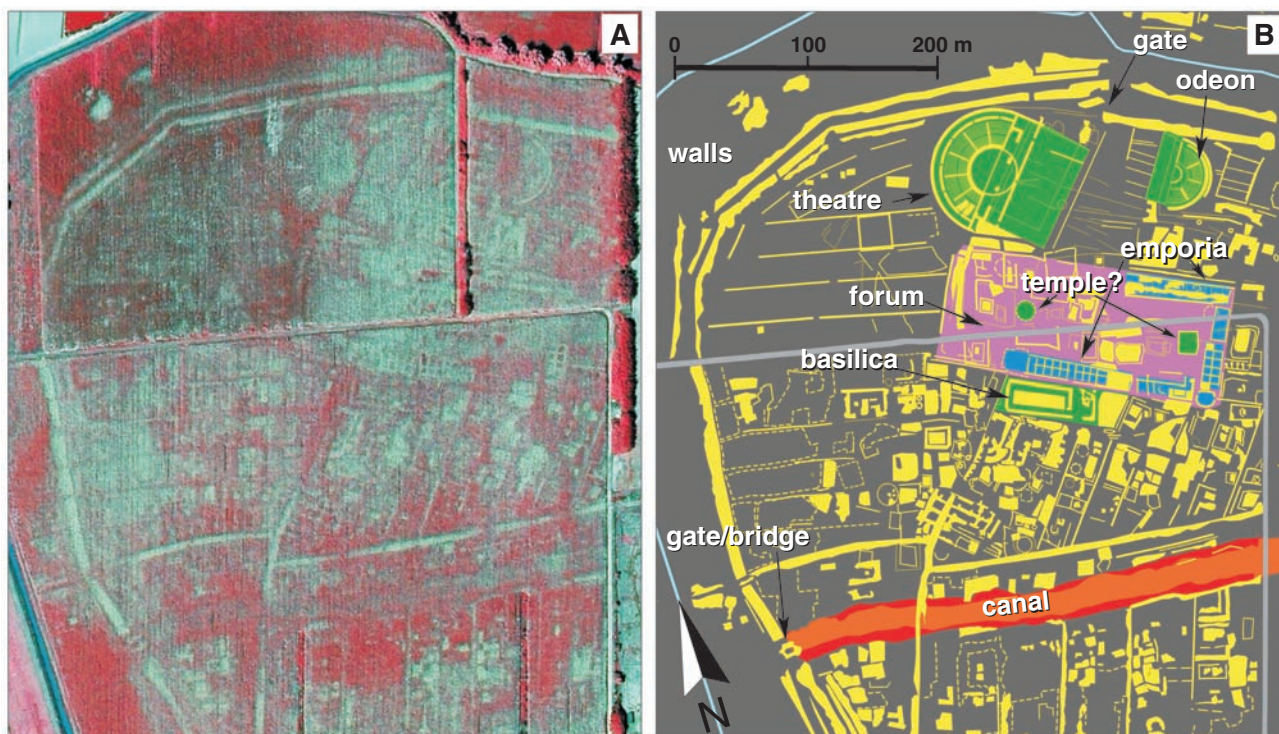 A
B
0 100 200 m
gate
odeon
walls
theatre
emporia
temple?
forum
basilica
gate/bridge
canal
N